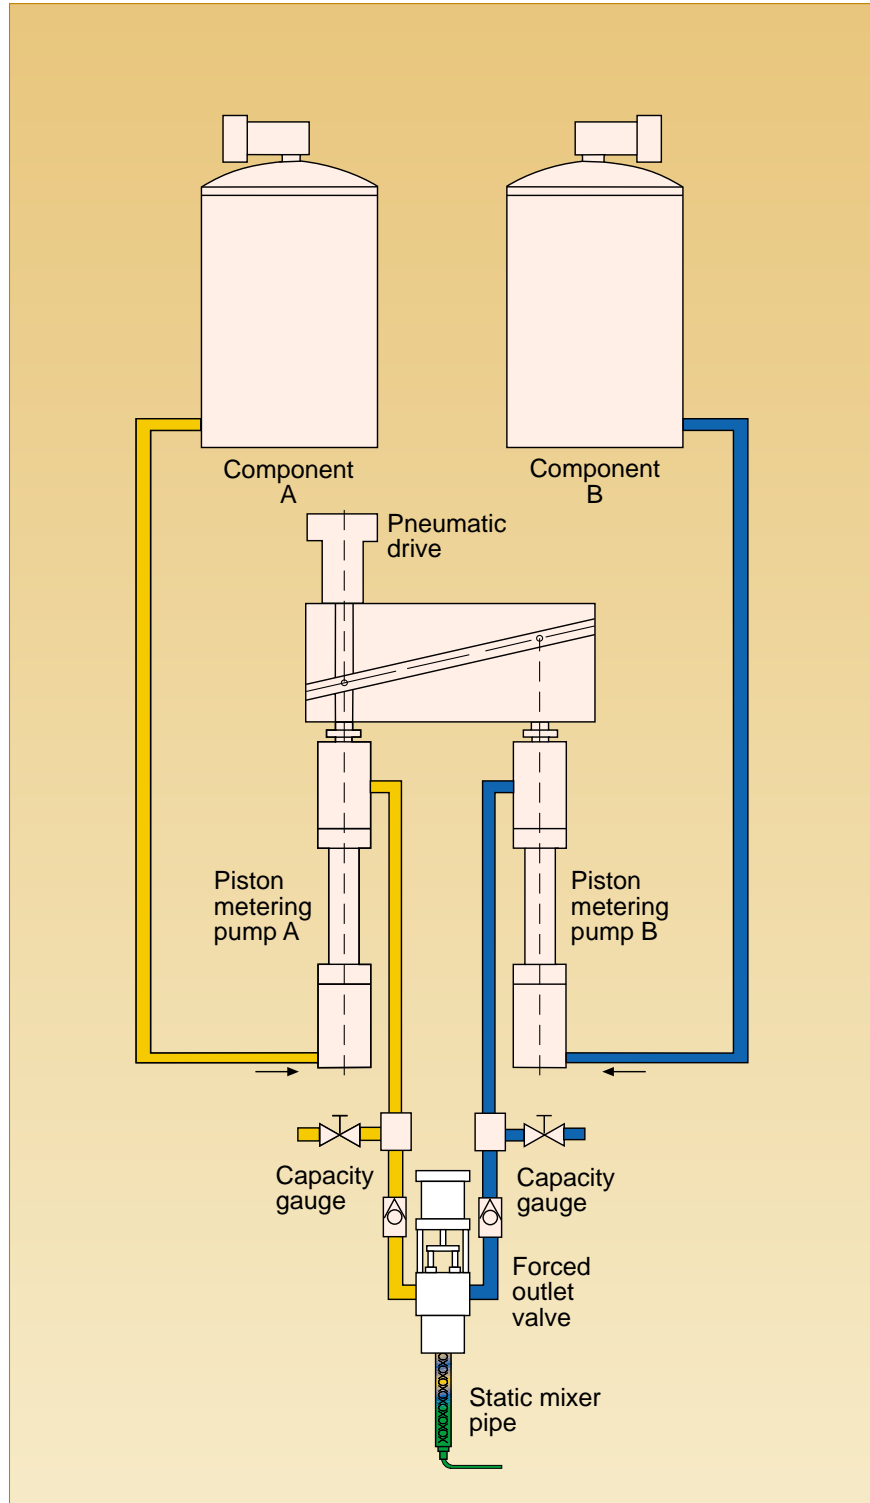 Component
A
Component
B
Pneumatic
drive
Piston
metering
pump A
Piston
metering
pump B
Capacity
gauge
Capacity
gauge
Forced
outlet
valve
Static mixer
pipe